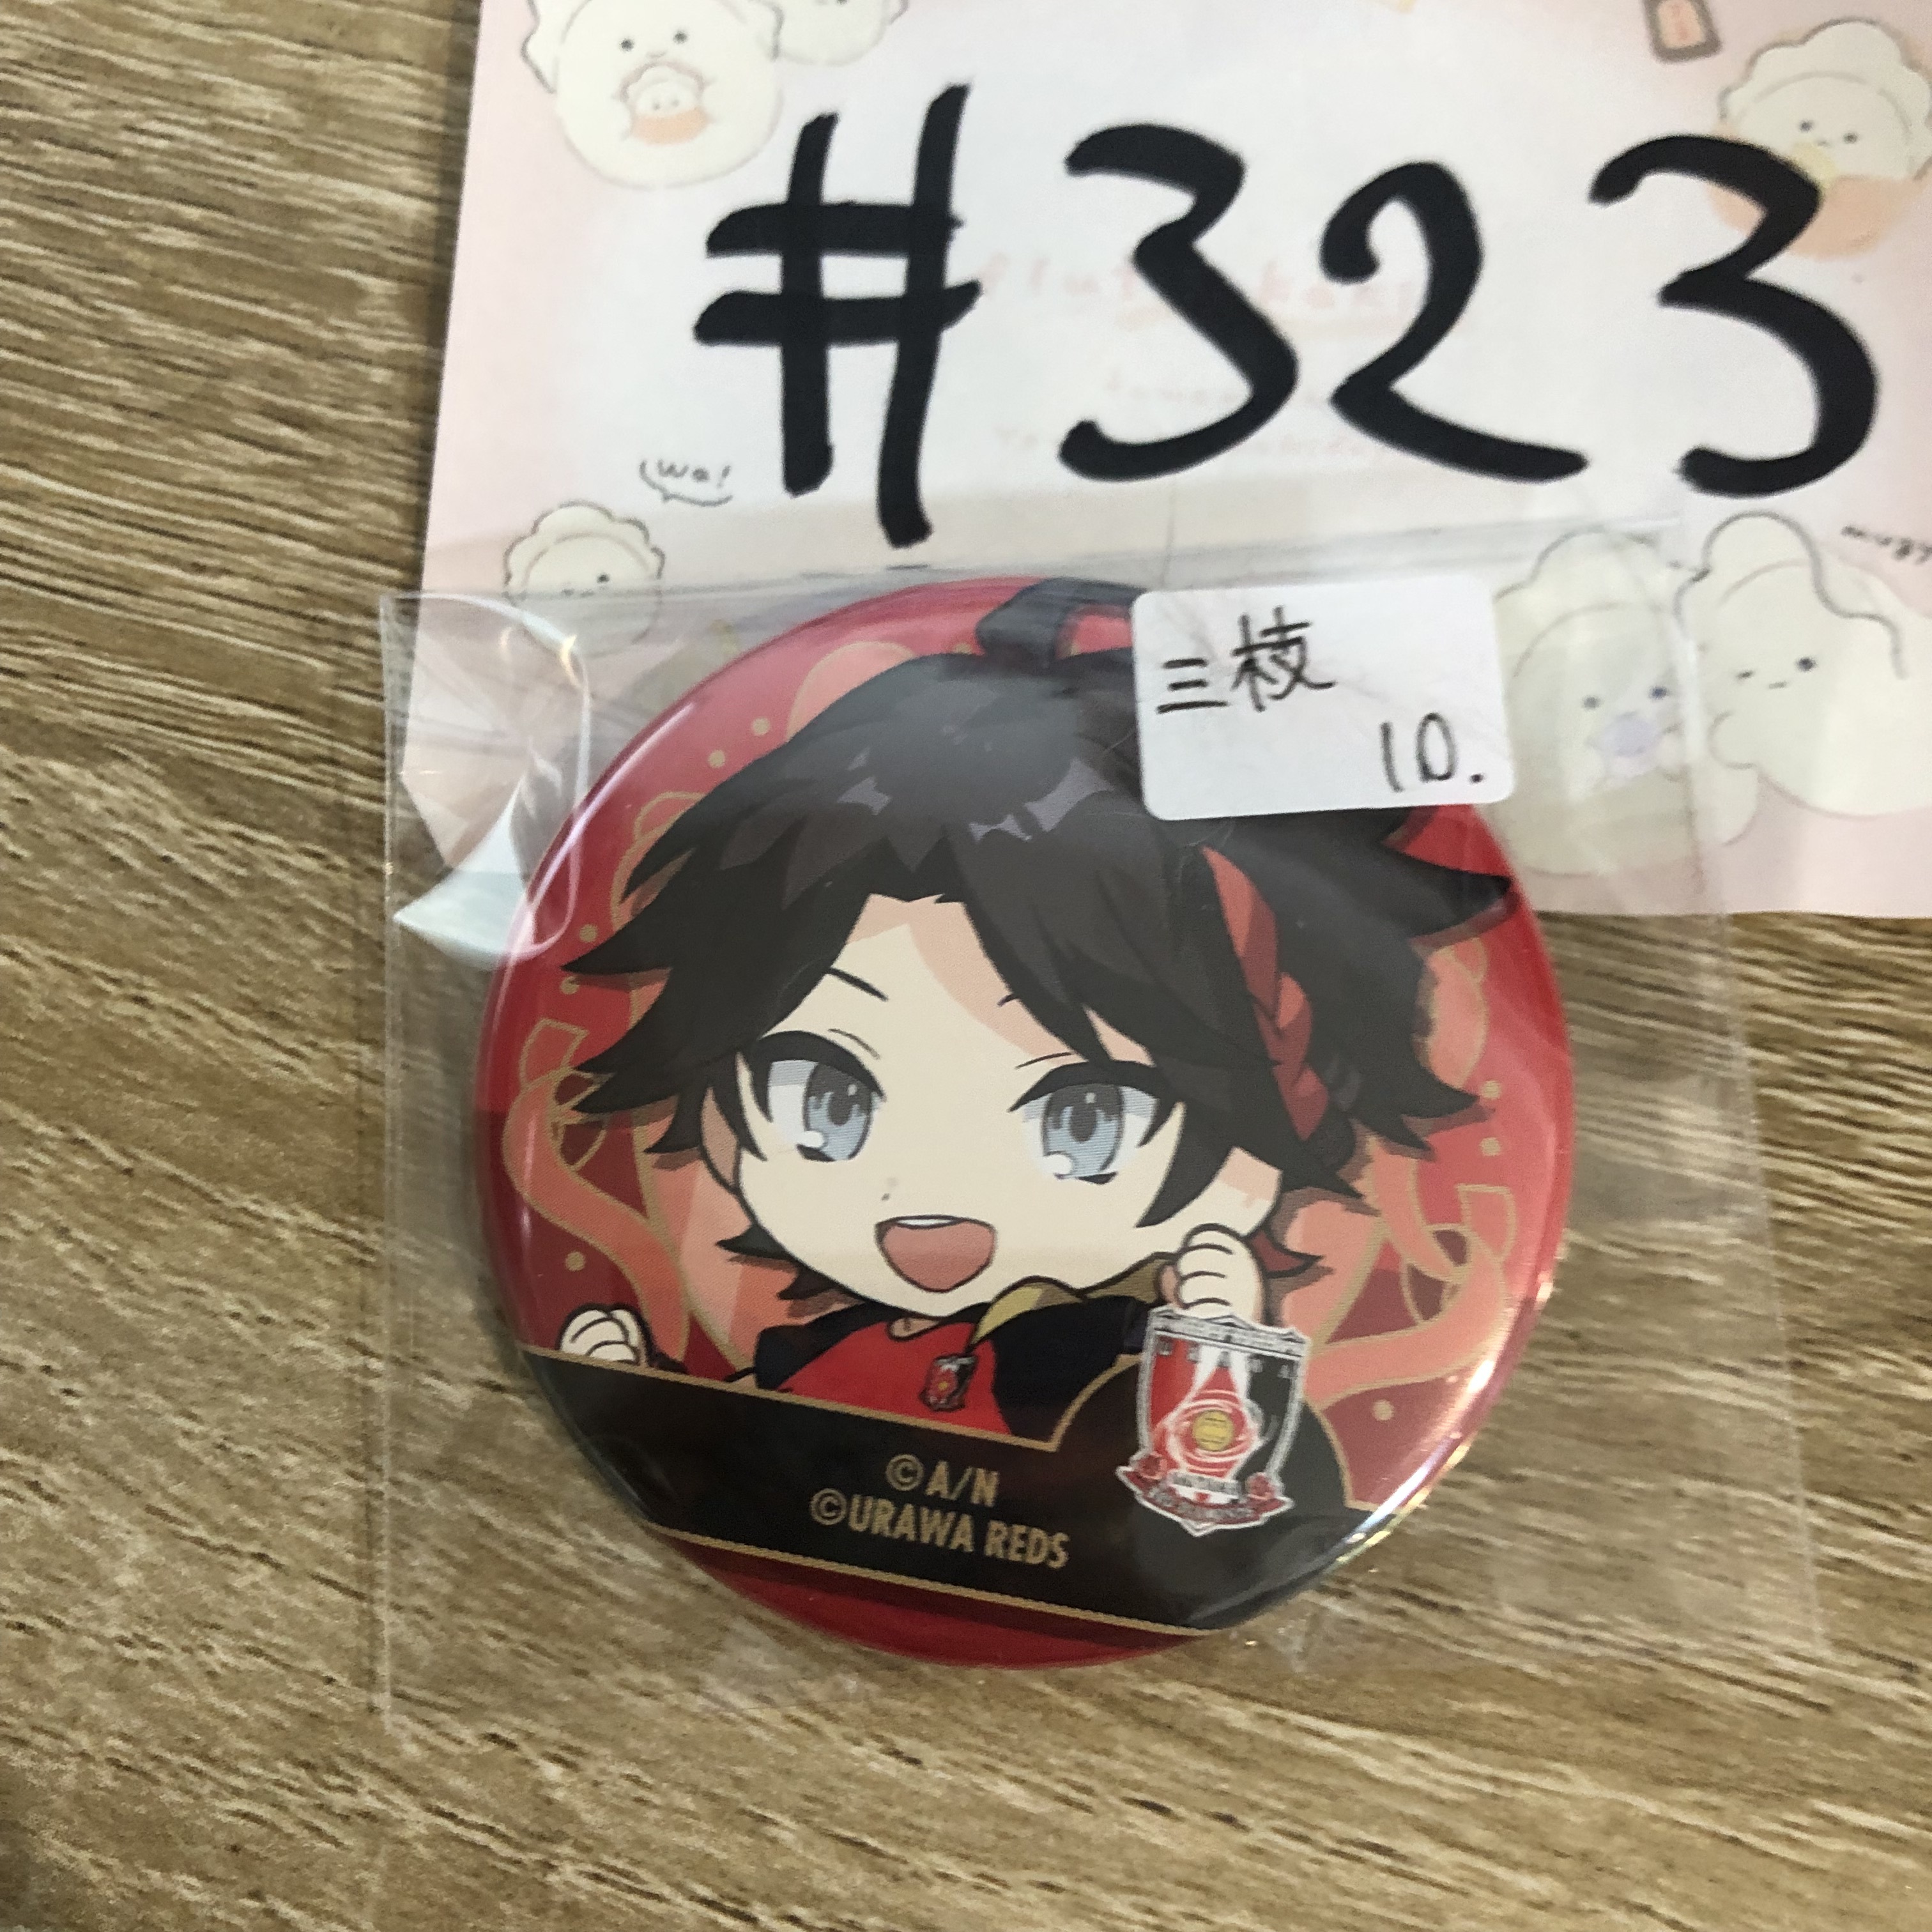 #323
wa!
三枝
10.
©A/N
©URAWA REDS